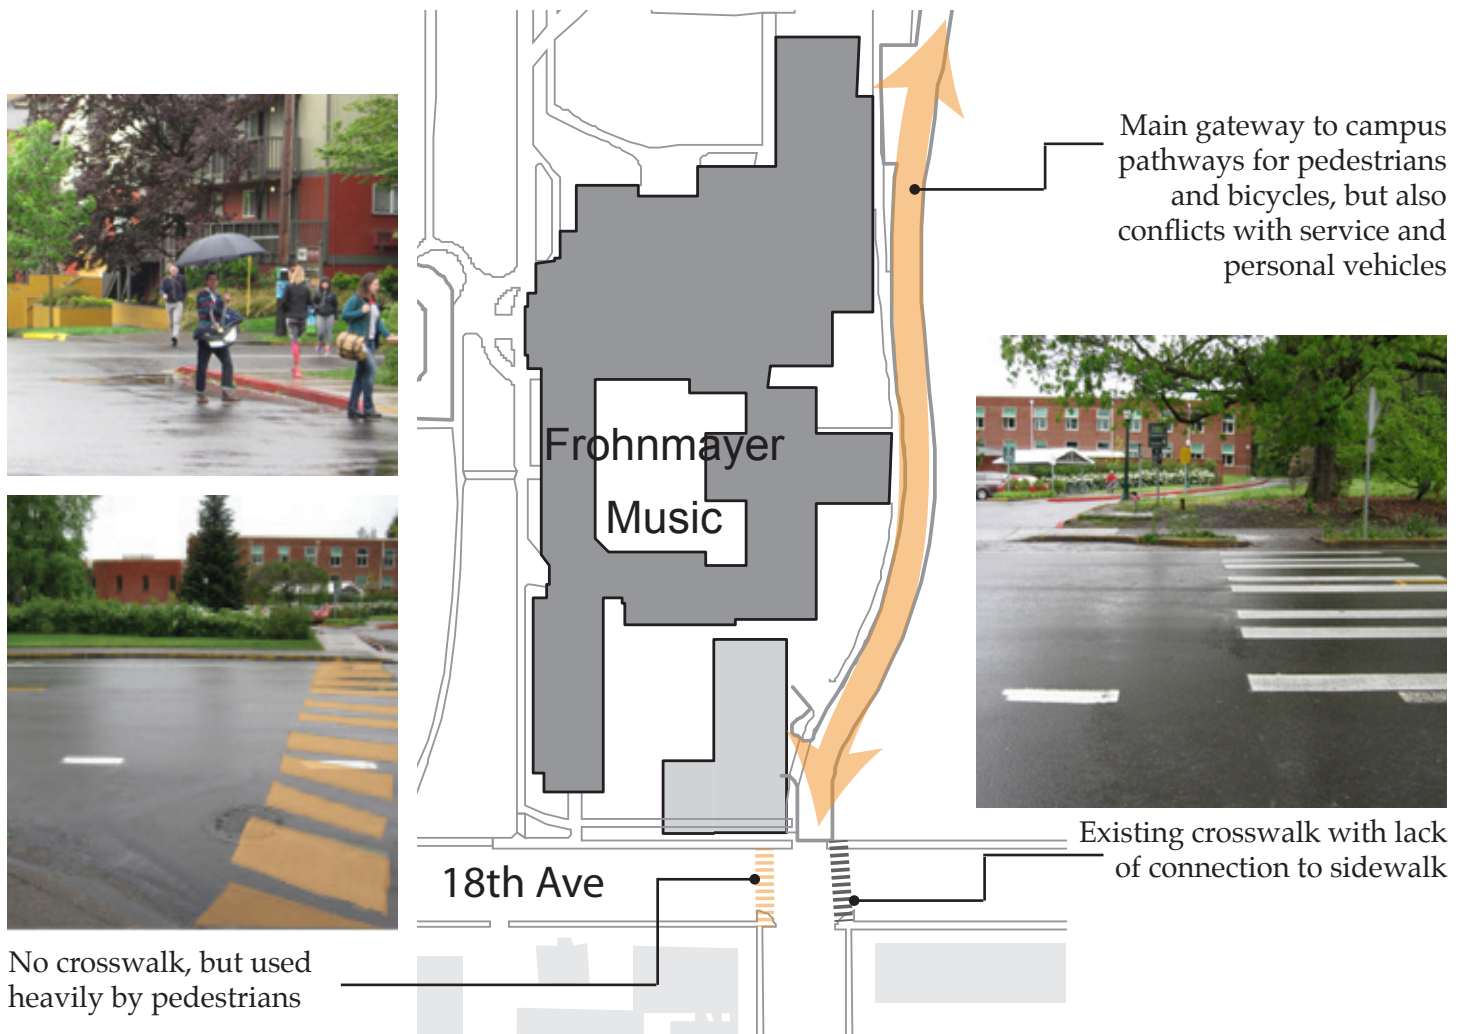 Main gateway to campus
pathways for pedestrians
and bicycles, but also
conflicts with service and
personal vehicles
Frohnmayer
Music
Existing crosswalk with lack
of connection to sidewalk
18th Ave
No crosswalk, but used
heavily by pedestrians